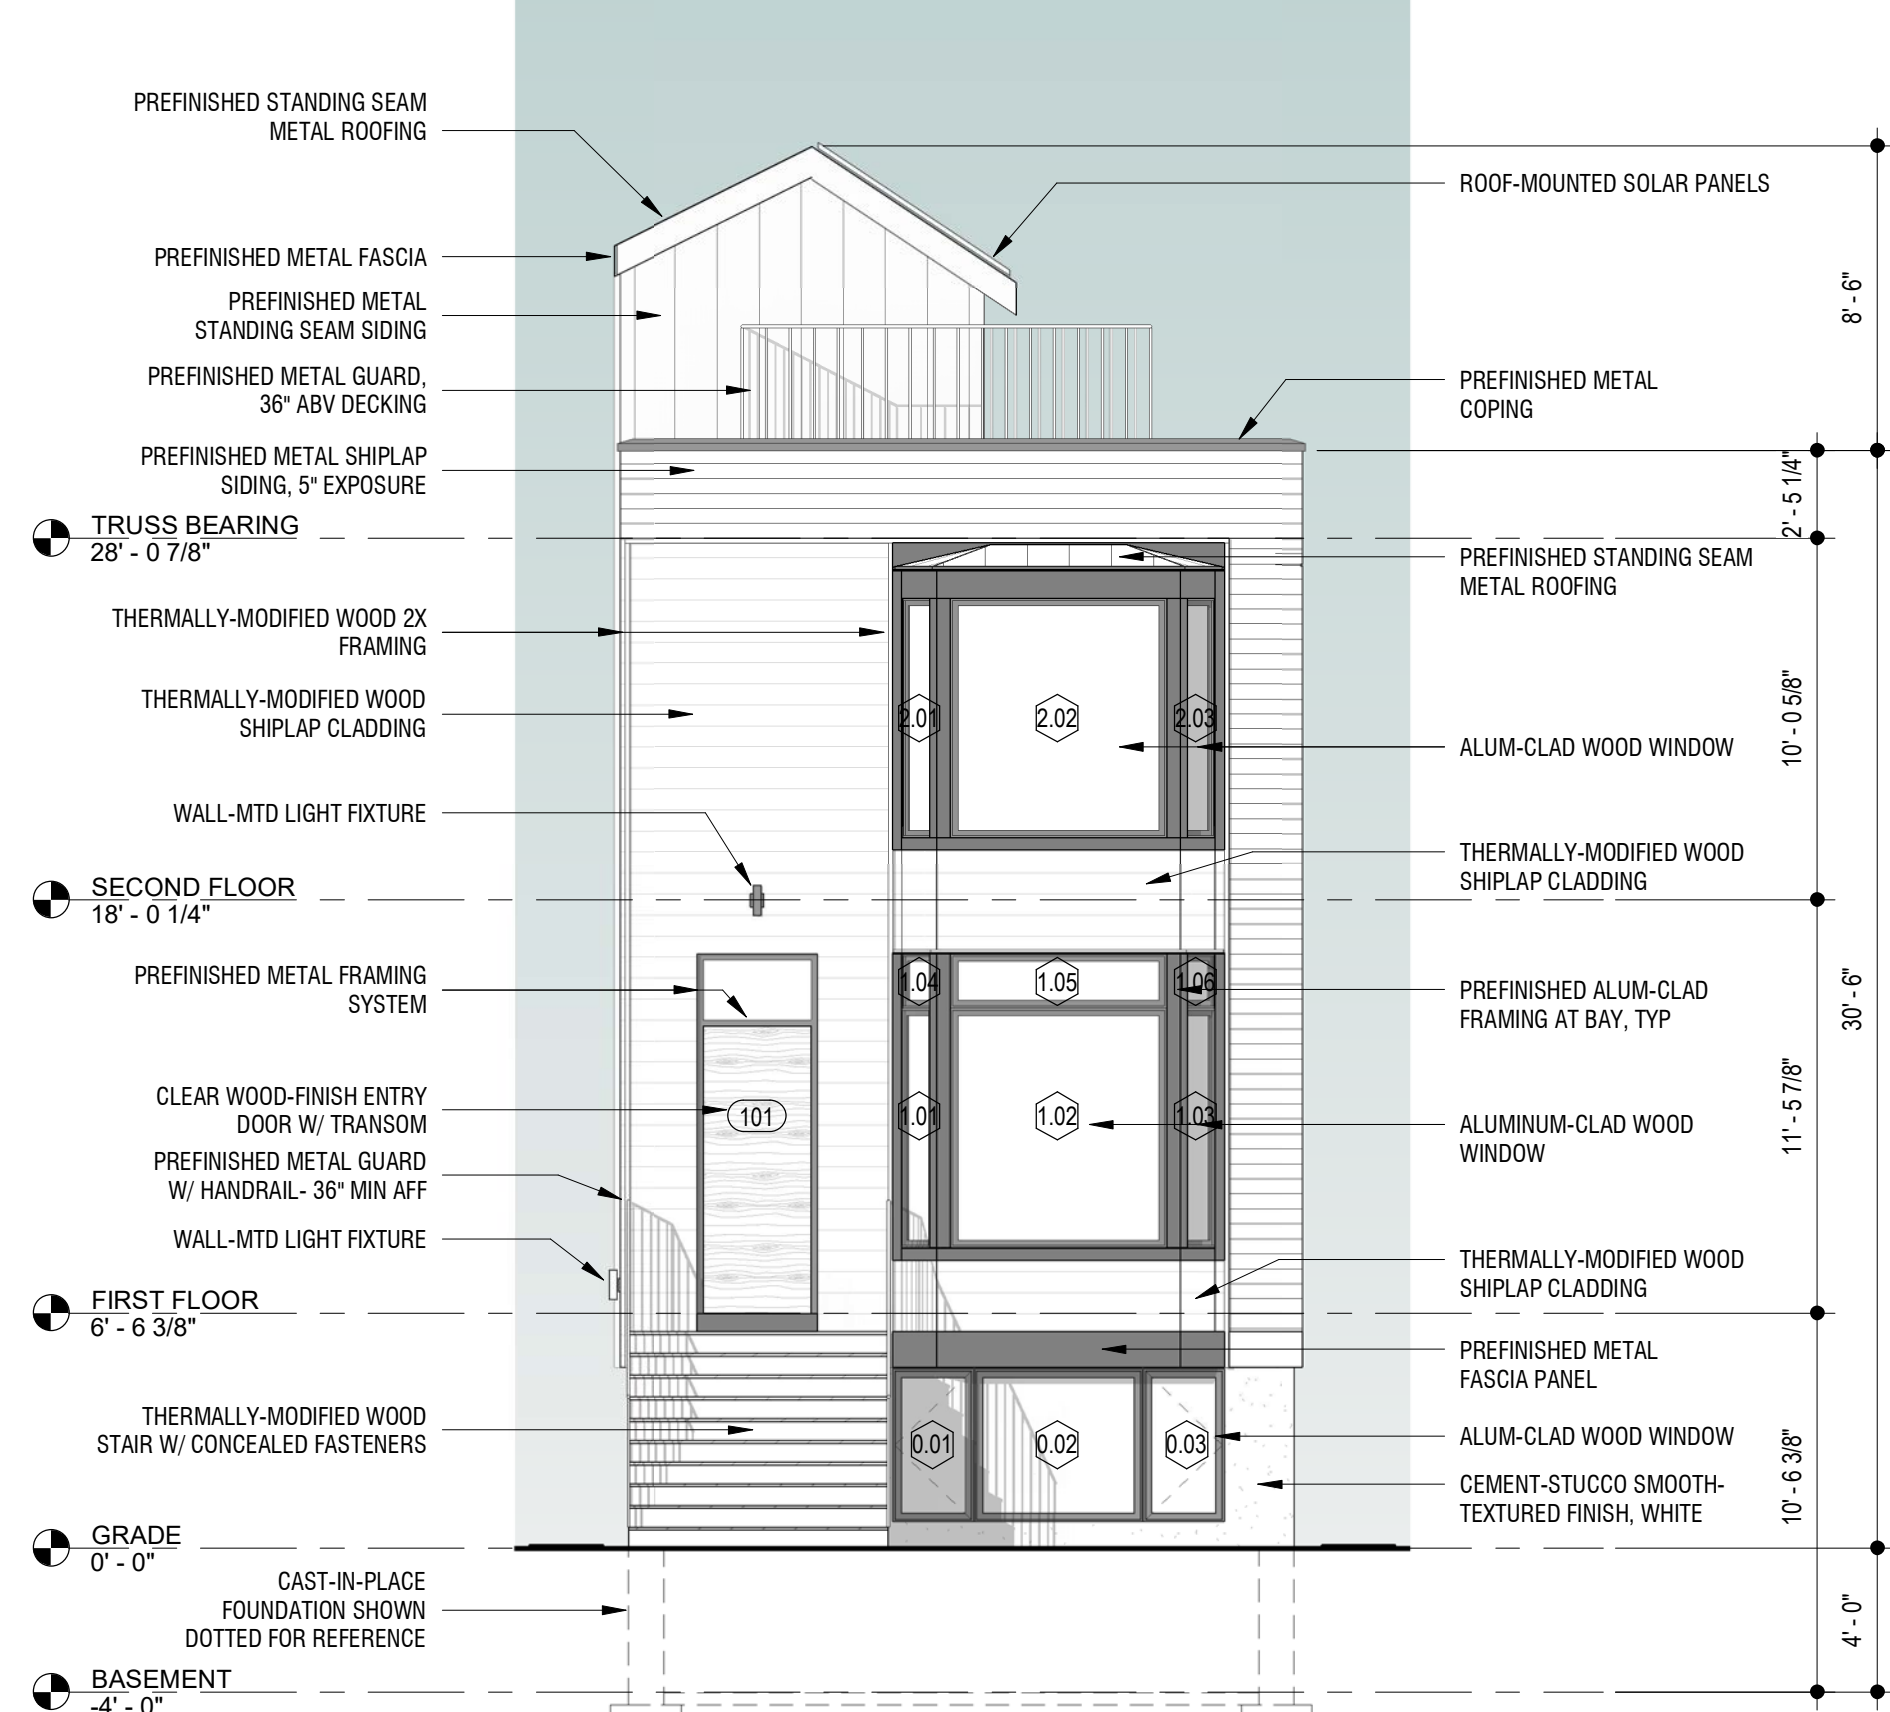 PREFINISHED STANDING SEAM
METAL ROOFING
PREFINISHED METAL FASCIA
PREFINISHED METAL
STANDING SEAM SIDING
PREFINISHED METAL GUARD,
36" ABV DECKING
PREFINISHED METAL SHIPLAP
SIDING, 5" EXPOSURE
TRUSS BEARING
28' - 0 7/8"
THERMALLY-MODIFIED WOOD 2X
FRAMING
THERMALLY-MODIFIED WOOD
SHIPLAP CLADDING
WALL-MTD LIGHT FIXTURE
SECOND FLOOR
18' - 0 1/4"
PREFINISHED METAL FRAMING
SYSTEM
CLEAR WOOD-FINISH ENTRY
DOOR W/ TRANSOM
PREFINISHED METAL GUARD
W/ HANDRAIL- 36" MIN AFF
WALL-MTD LIGHT FIXTURE
FIRST FLOOR
6' - 6 3/8"
THERMALLY-MODIFIED WOOD
STAIR W/ CONCEALED FASTENERS
GRADE
0' - 0"
CAST-IN-PLACE
FOUNDATION SHOWN
DOTTED FOR REFERENCE
BASEMENT
-4' - 0"
2.01
2.02
2.03
1.04
1.05
1.06
101
1.01
1.02
1.03
0.01
0.02
0.03
ROOF-MOUNTED SOLAR PANELS
PREFINISHED METAL
COPING
PREFINISHED STANDING SEAM
METAL ROOFING
ALUM-CLAD WOOD WINDOW
THERMALLY-MODIFIED WOOD
SHIPLAP CLADDING
PREFINISHED ALUM-CLAD
FRAMING AT BAY, TYP
ALUMINUM-CLAD WOOD
WINDOW
THERMALLY-MODIFIED WOOD
SHIPLAP CLADDING
PREFINISHED METAL
FASCIA PANEL
ALUM-CLAD WOOD WINDOW
CEMENT-STUCCO SMOOTH-
TEXTURED FINISH, WHITE
2' - 5 1/4"
10' - 0 5/8"
11' - 5 7/8"
10' - 6 3/8"
8' - 6"
30' - 6"
4' - 0"